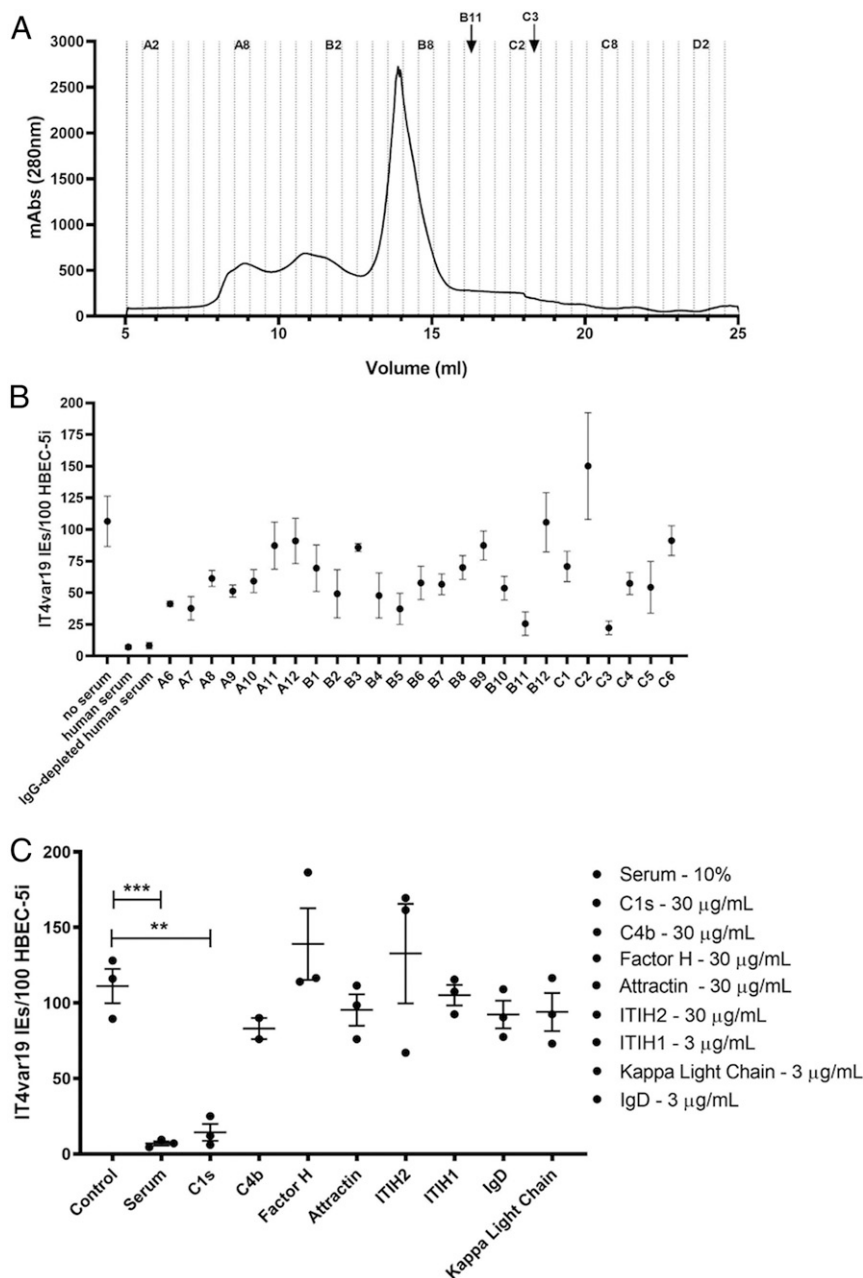 A
B11 C3
A2 A8 B2 B8 C2 C8 D2
3000
2500
2000
1500
1000
500
0
mAbs (280nm)
5 10 15 20 25
Volume (ml)
B
200
175
150
125
100
75
50
25
0
IT4var19 IEs/100 HBEC-5i
no serum
human serum
IgG-depleted human serum
A6
A7
A8
A9
A10
A11
A12
B1
B2
B3
B4
B5
B6
B7
B8
B9
B10
B11
B12
C1
C2
C3
C4
C5
C6
C
200
150
100
50
0
IT4var19 IEs/100 HBEC-5i
***
**
Control
Serum
C1s
C4b
Factor H
Attractin
ITIH2
ITIH1
IgD
Kappa Light Chain
Serum - 10%
C1s - 30 μg/mL
C4b - 30 μg/mL
Factor H - 30 μg/mL
Attractin - 30 μg/mL
ITIH2 - 30 μg/mL
ITIH1 - 3 μg/mL
Kappa Light Chain - 3 μg/mL
IgD - 3 μg/mL